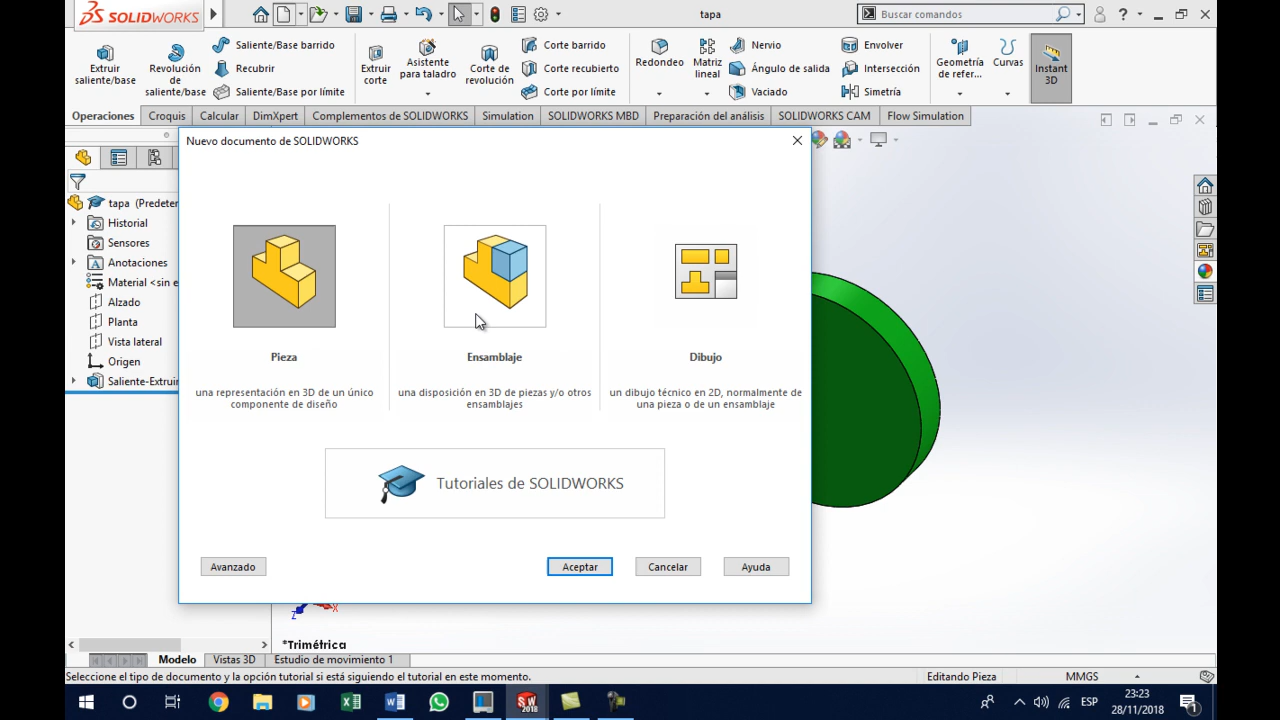 SOLIDWORKS
tapa
Buscar comandos
Extruir saliente/base
Revolución de saliente/base
Saliente/Base barrido
Recubrir
Saliente/Base por límite
Extruir corte
Asistente para taladro
Corte de revolución
Corte barrido
Corte recubierto
Corte por límite
Redondeo
Matriz lineal
Nervio
Ángulo de salida
Vaciado
Envolver
Intersección
Simetría
Geometría de refer...
Curvas
Instant 3D
Operaciones
Croquis
Calcular
DimXpert
Complementos de SOLIDWORKS
Simulation
SOLIDWORKS MBD
Preparación del análisis
SOLIDWORKS CAM
Flow Simulation
Nuevo documento de SOLIDWORKS
tapa (Predeter
Historial
Sensores
Anotaciones
Material <sin e
Alzado
Planta
Vista lateral
Origen
Saliente-Extruir
Pieza
una representación en 3D de un único
componente de diseño
Ensamblaje
una disposición en 3D de piezas y/o otros
ensamblajes
Dibujo
un dibujo técnico en 2D, normalmente de
una pieza o de un ensamblaje
Tutoriales de SOLIDWORKS
Avanzado
Aceptar
Cancelar
Ayuda
Z
X
*Trimétrica
Modelo
Vistas 3D
Estudio de movimiento 1
Seleccione el tipo de documento y la opción tutorial si está siguiendo el tutorial en este momento.
Editando Pieza
MMGS
ESP
23:23
28/11/2018